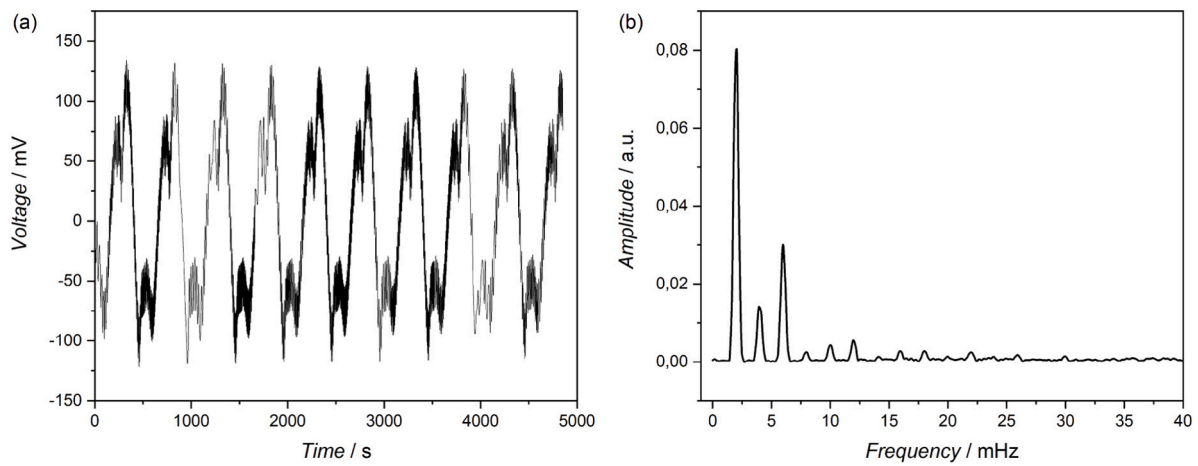 (a)
150
100
50
0
-50
-100
-150
Voltage / mV
0 1000 2000 3000 4000 5000
Time / s
(b)
0,08
0,06
0,04
0,02
0,00
Amplitude / a.u.
0 5 10 15 20 25 30 35 40
Frequency / mHz